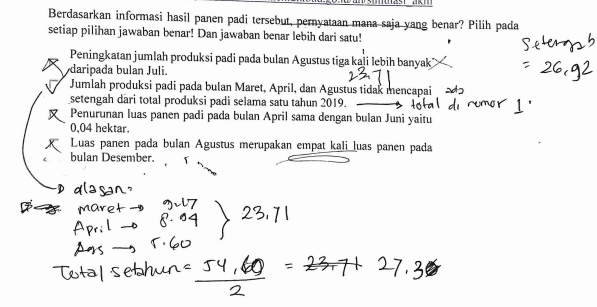 Berdasarkan informasi hasil panen padi tersebut, pernyataan mana saja yang benar? Pilih pada
setiap pilihan jawaban benar! Dan jawaban benar lebih dari satu!
Setengah
= 26,92
Peningkatan jumlah produksi padi pada bulan Agustus tiga kali lebih banyak
daripada bulan Juli.
23,71
Jumlah produksi padi pada bulan Maret, April, dan Agustus tidak mencapai
setengah dari total produksi padi selama satu tahun 2019.
total di nomor 1.
Penurunan luas panen padi pada bulan April sama dengan bulan Juni yaitu
0,04 hektar.
Luas panen pada bulan Agustus merupakan empat kali luas panen pada
bulan Desember.
alasan =
maret → 9.17
April → 8.94
Ags → 5.60
} 23,71
Total setahun = 54,60 / 2 = 23,71 27.30